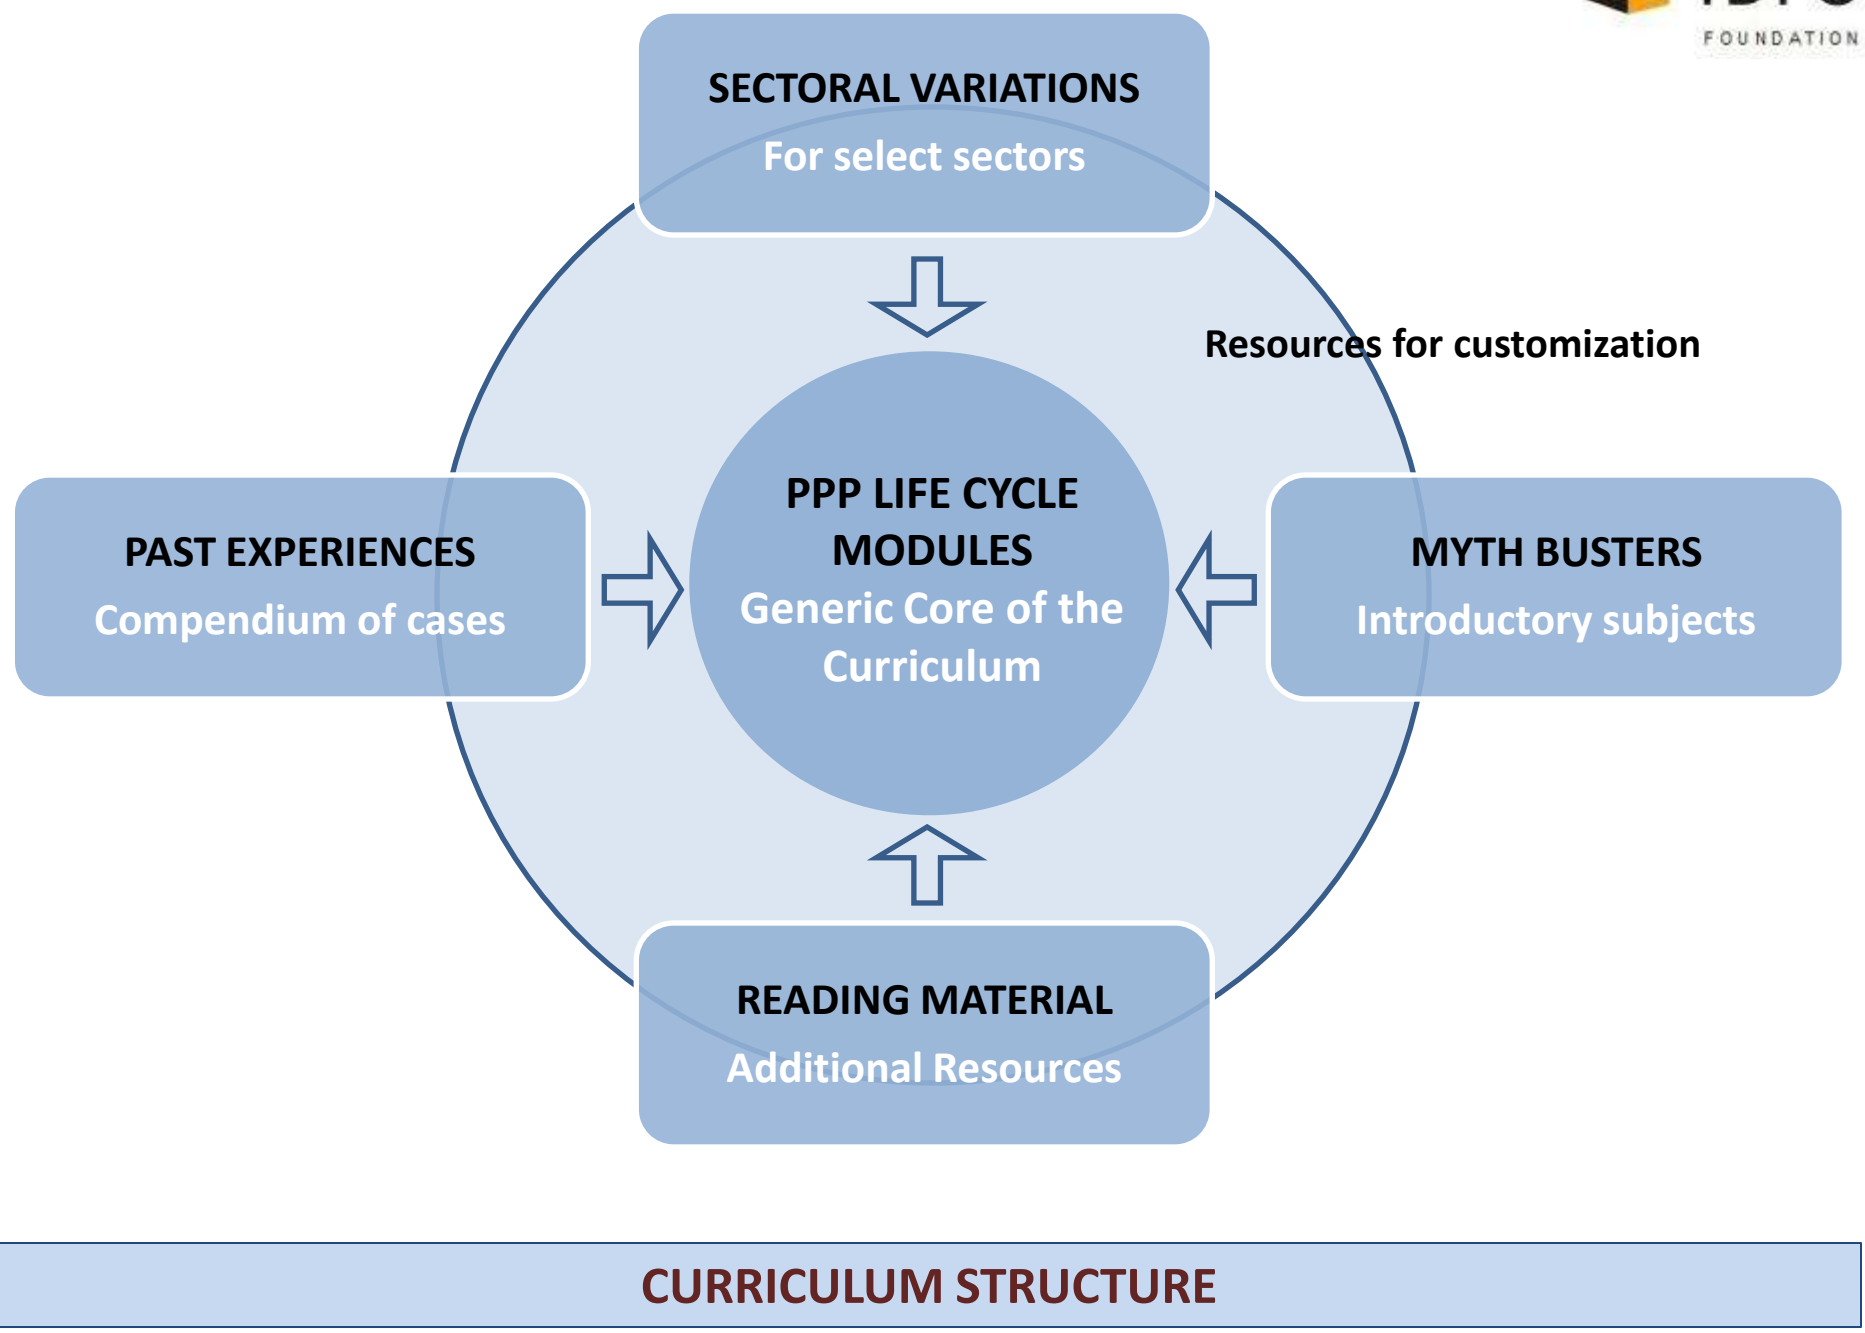 FOUNDATION
SECTORAL VARIATIONS
For select sectors
Resources for customization
PAST EXPERIENCES
Compendium of cases
PPP LIFE CYCLE
MODULES
Generic Core of the
Curriculum
MYTH BUSTERS
Introductory subjects
READING MATERIAL
Additional Resources
CURRICULUM STRUCTURE